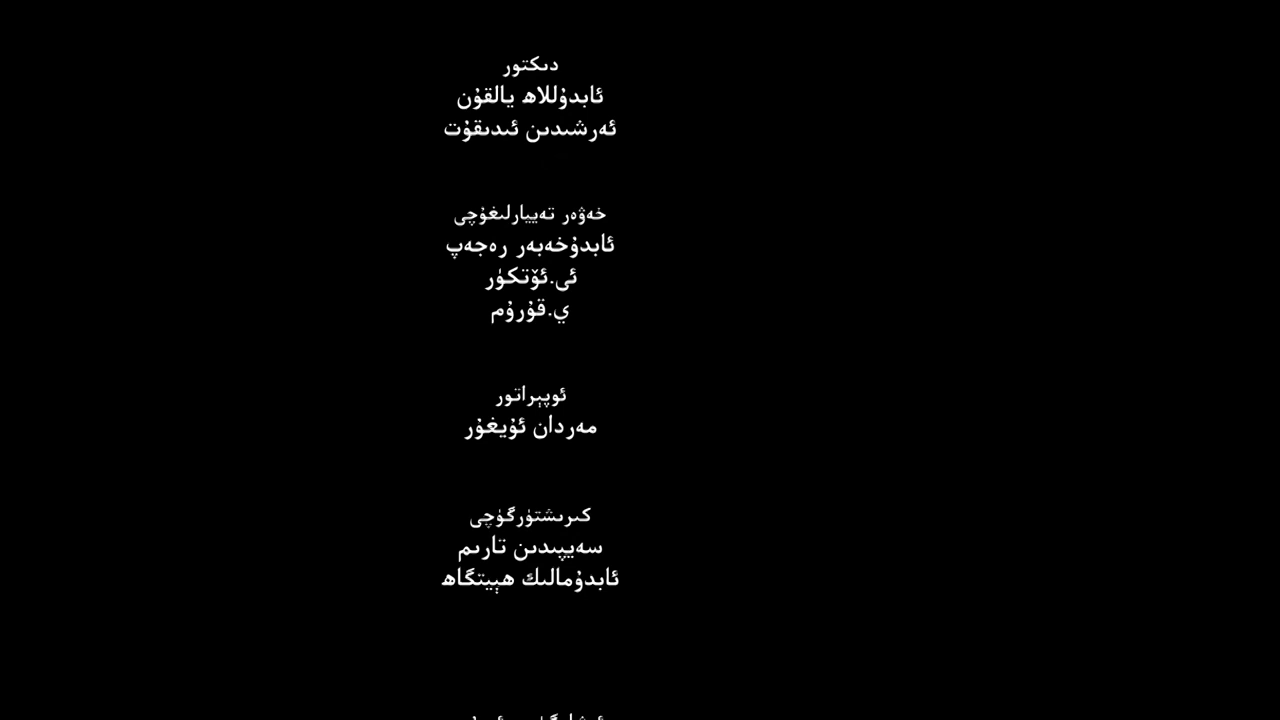 دىكتور
ئابدۇللاھ يالقۇن
ئەرشىدىن ئىدىقۇت
خەۋەر تەييارلىغۇچى
ئابدۇخەبەر رەجەپ
ئى.ئۆتكۈر
ي.قۇرۇم
ئوپېراتور
مەردان ئۇيغۇر
كىرىشتۈرگۈچى
سەيپىدىن تارىم
ئابدۇمالىك ھېيتگاھ